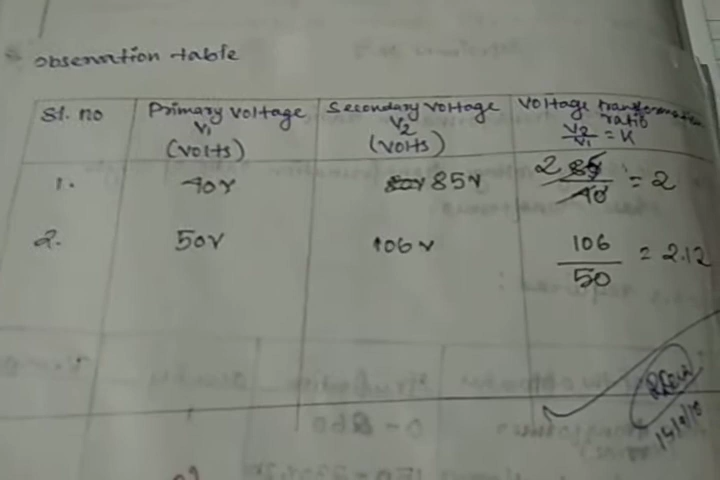 observation table
Sl. no Primary voltage V1 (volts) Secondary voltage V2 (volts) Voltage transformation ratio V2/V1 = K
1. 40v 85v 2 85/40 = 2
2. 50v 106v 106/50 = 2.12